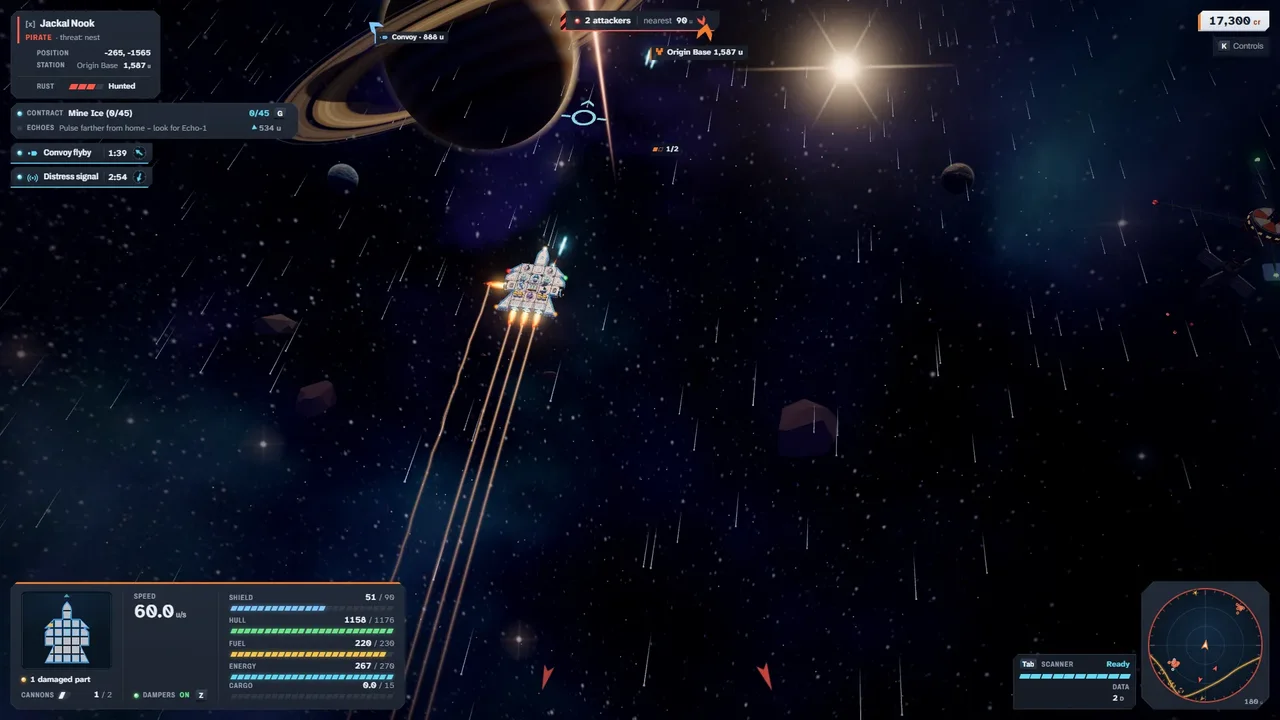 [x] Jackal Nook
PIRATE · threat: nest
POSITION -265, -1565
STATION Origin Base 1,587 u
RUST Hunted
CONTRACT Mine Ice (0/45) 0/45 G
ECHOES Pulse farther from home – look for Echo-1 534 u
Convoy flyby 1:39
Distress signal 2:54
Convoy · 888 u
2 attackers nearest 90 u
Origin Base 1,587 u
1/2
17,300 cr
K Controls
1 damaged part
CANNONS 1 / 2
SPEED
60.0 u/s
DAMPERS ON Z
SHIELD 51 / 90
HULL 1158 / 1176
FUEL 220 / 230
ENERGY 267 / 270
CARGO 0.0 / 15
Tab SCANNER Ready
DATA
2 D
180 u